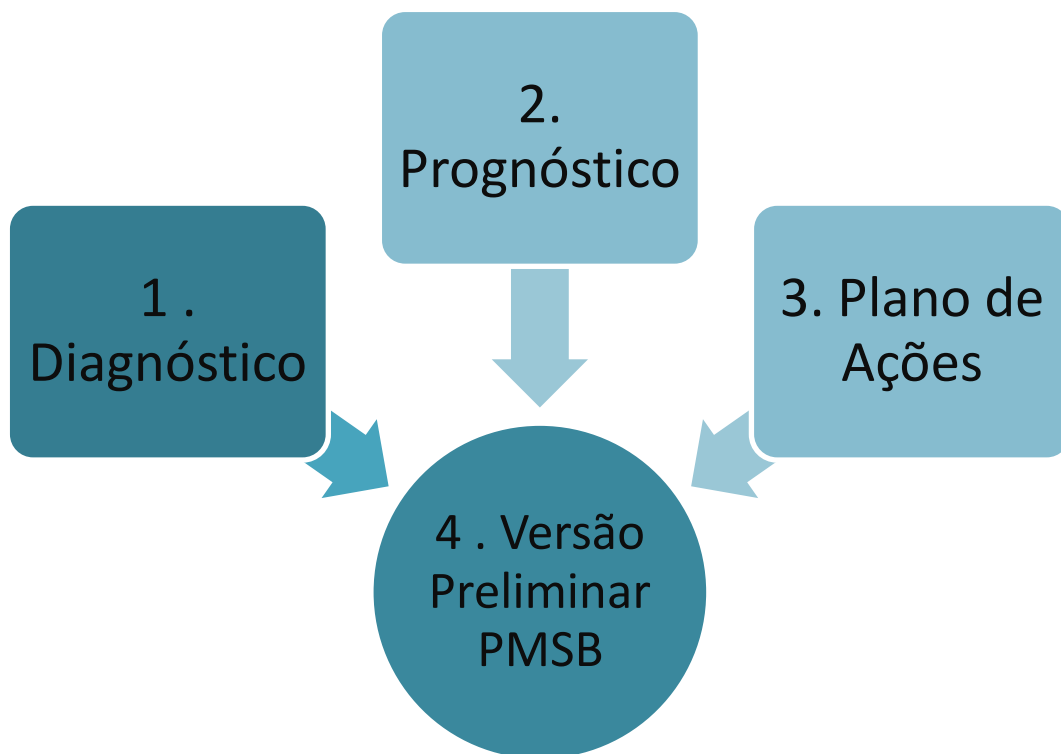 1 .
Diagnóstico
2.
Prognóstico
3. Plano de
Ações
4 . Versão
Preliminar
PMSB